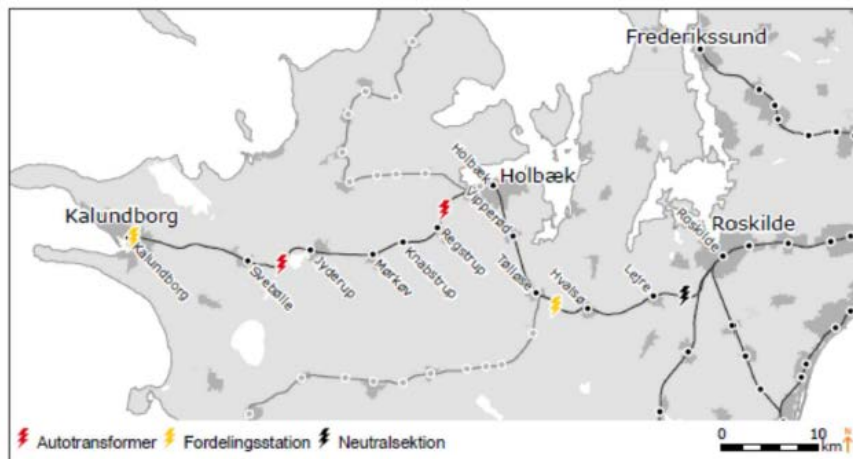 Frederikssund
Holbæk
Holbæk
Vipperød
Kalundborg
Kalundborg
Svebølle
Jyderup
Mørkøv
Knabstrup
Regstrup
Tølløse
Hvalsø
Lejre
Roskilde
Roskilde
Autotransformer Fordelingsstation Neutralsektion
0 10
km
N